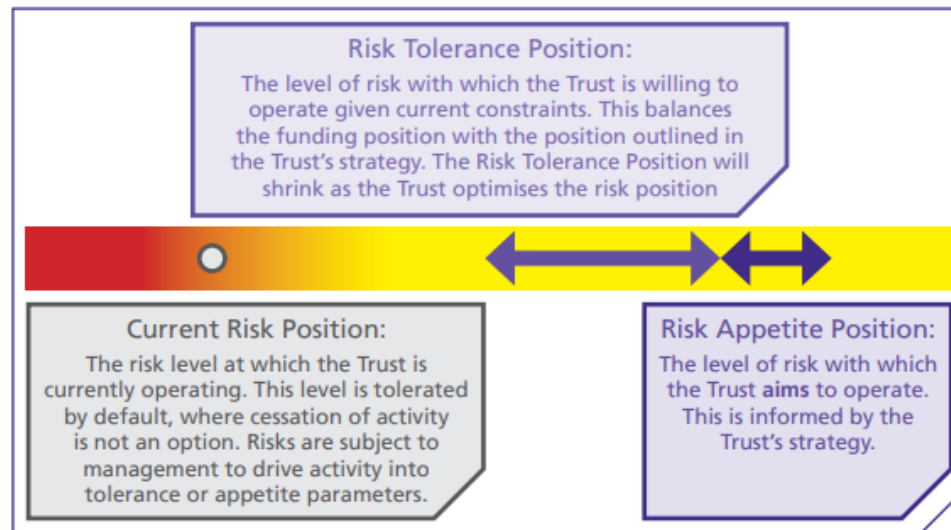 Risk Tolerance Position:
The level of risk with which the Trust is willing to
operate given current constraints. This balances
the funding position with the position outlined in
the Trust's strategy. The Risk Tolerance Position will
shrink as the Trust optimises the risk position
Current Risk Position:
The risk level at which the Trust is
currently operating. This level is tolerated
by default, where cessation of activity
is not an option. Risks are subject to
management to drive activity into
tolerance or appetite parameters.
Risk Appetite Position:
The level of risk with which
the Trust aims to operate.
This is informed by the
Trust's strategy.